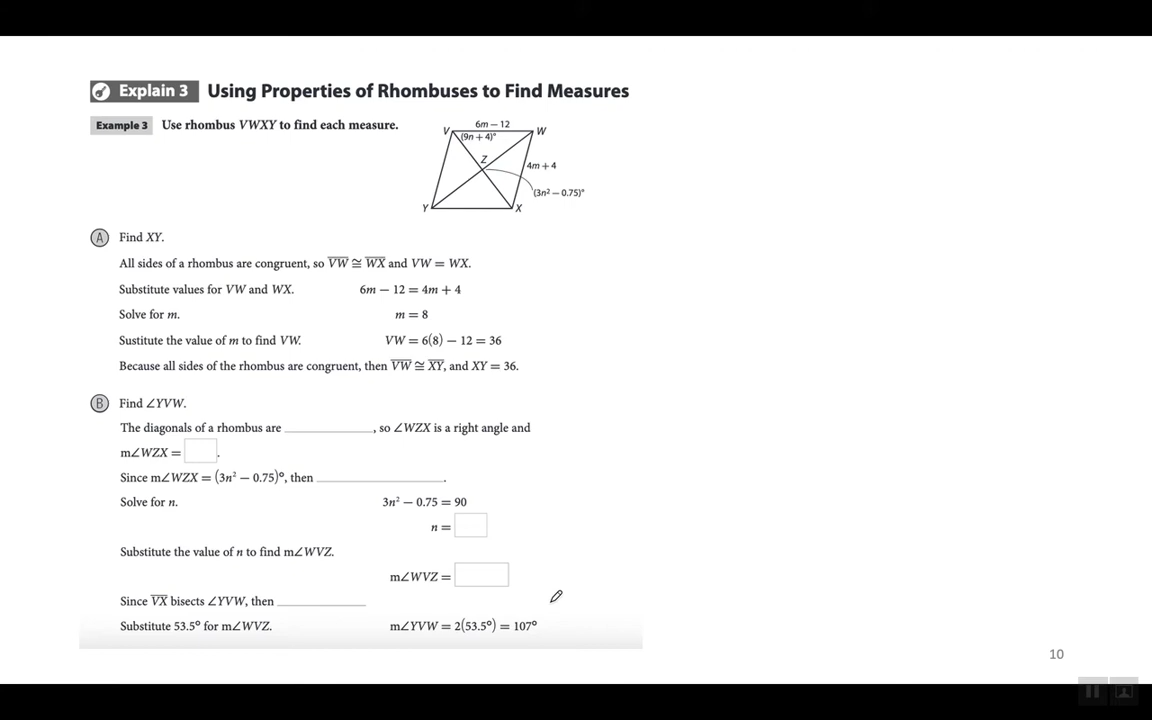 Explain 3 Using Properties of Rhombuses to Find Measures
Example 3 Use rhombus VWXY to find each measure.
6m − 12
V
W
(9n + 4)°
Z
4m + 4
(3n² − 0.75)°
Y
X
A Find XY.
All sides of a rhombus are congruent, so V̅W̅ ≅ W̅X̅ and VW = WX.
Substitute values for VW and WX. 6m − 12 = 4m + 4
Solve for m. m = 8
Sustitute the value of m to find VW. VW = 6(8) − 12 = 36
Because all sides of the rhombus are congruent, then V̅W̅ ≅ X̅Y̅, and XY = 36.
B Find ∠YVW.
The diagonals of a rhombus are ____________, so ∠WZX is a right angle and
m∠WZX = .
Since m∠WZX = (3n² − 0.75)°, then __________________.
Solve for n. 3n² − 0.75 = 90
n =
Substitute the value of n to find m∠WVZ.
m∠WVZ =
Since V̅X̅ bisects ∠YVW, then ____________
Substitute 53.5° for m∠WVZ. m∠YVW = 2(53.5°) = 107°
10